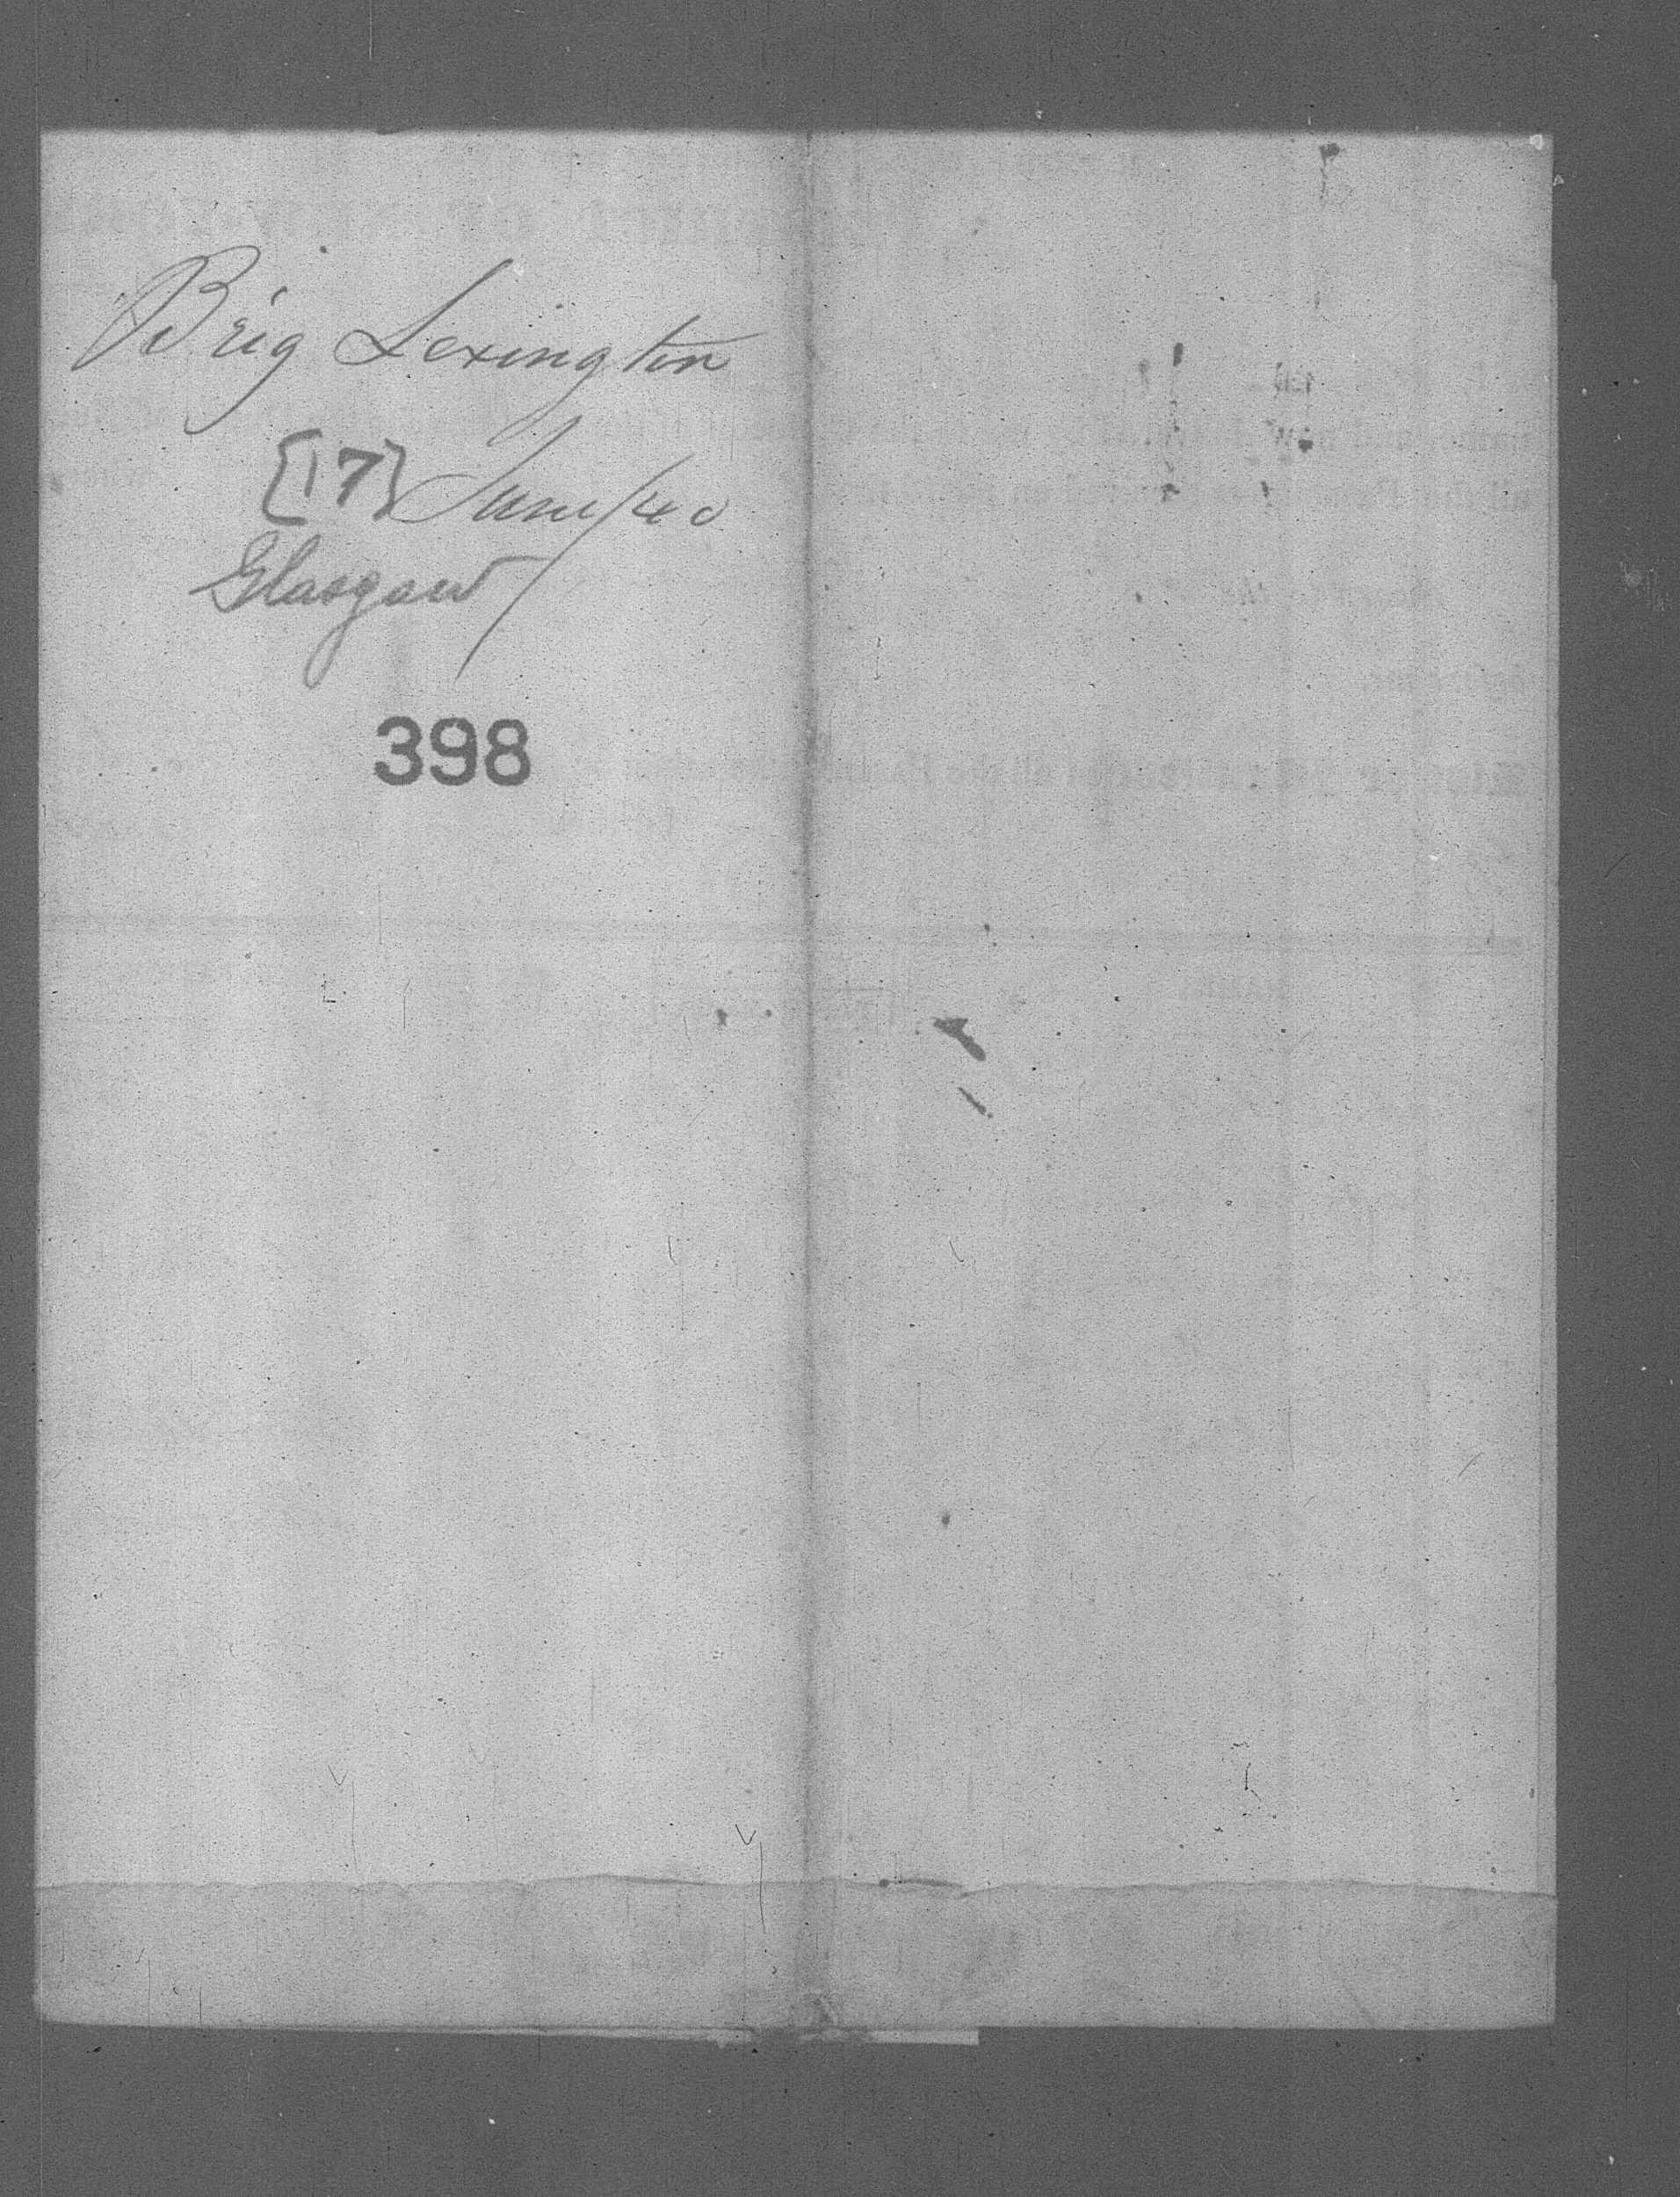 Brig Lexington
{17} June/40
Glasgow
398